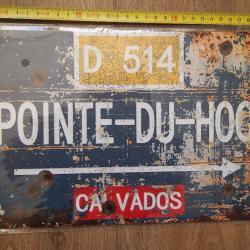 D 514
POINTE-DU-HOC
CA VADOS